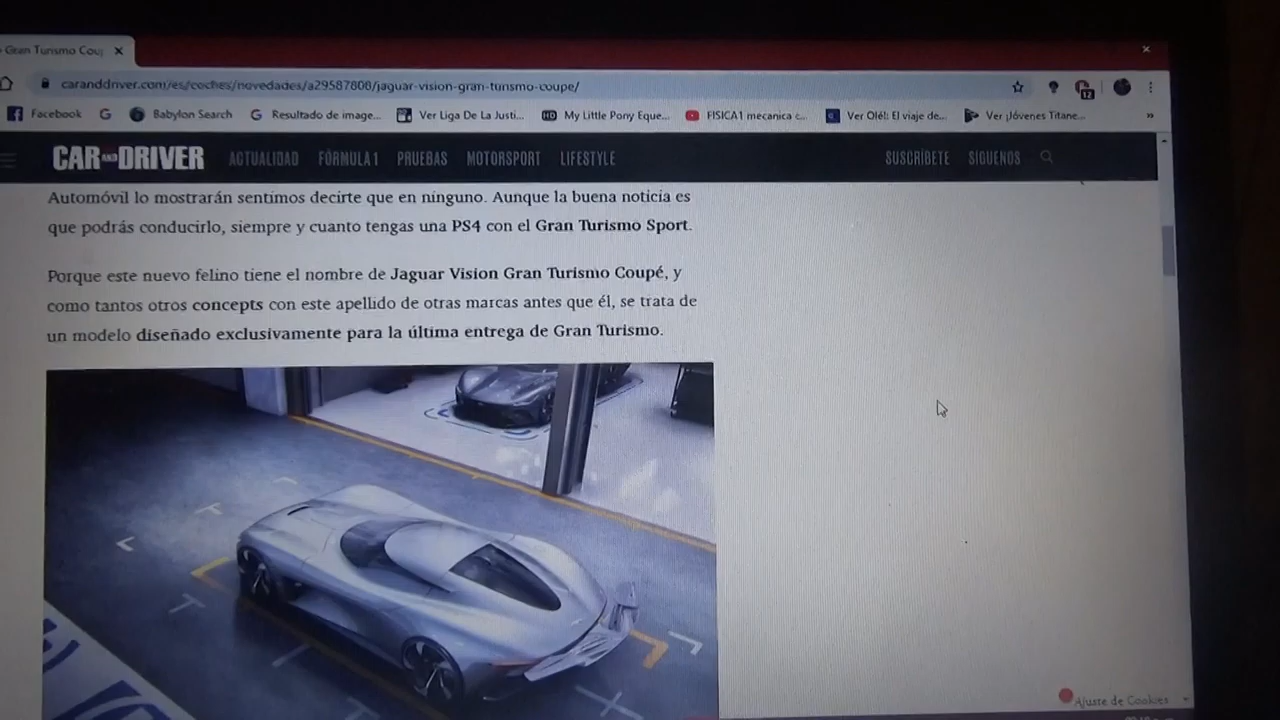 Gran Turismo Coup
caranddriver.com/es/coches/novedades/a29587808/jaguar-vision-gran-turismo-coupe/
12
Facebook Babylon Search Resultado de image... Ver Liga De La Justi... My Little Pony Eque... FISICA1 mecanica c... Ver Olé!: El viaje de... Ver ¡Jóvenes Titane... »
CAR AND DRIVER ACTUALIDAD FÓRMULA 1 PRUEBAS MOTORSPORT LIFESTYLE SUSCRÍBETE SÍGUENOS
Automóvil lo mostrarán sentimos decirte que en ninguno. Aunque la buena noticia es
que podrás conducirlo, siempre y cuanto tengas una PS4 con el Gran Turismo Sport.
Porque este nuevo felino tiene el nombre de Jaguar Vision Gran Turismo Coupé, y
como tantos otros concepts con este apellido de otras marcas antes que él, se trata de
un modelo diseñado exclusivamente para la última entrega de Gran Turismo.
Ajuste de Cookies